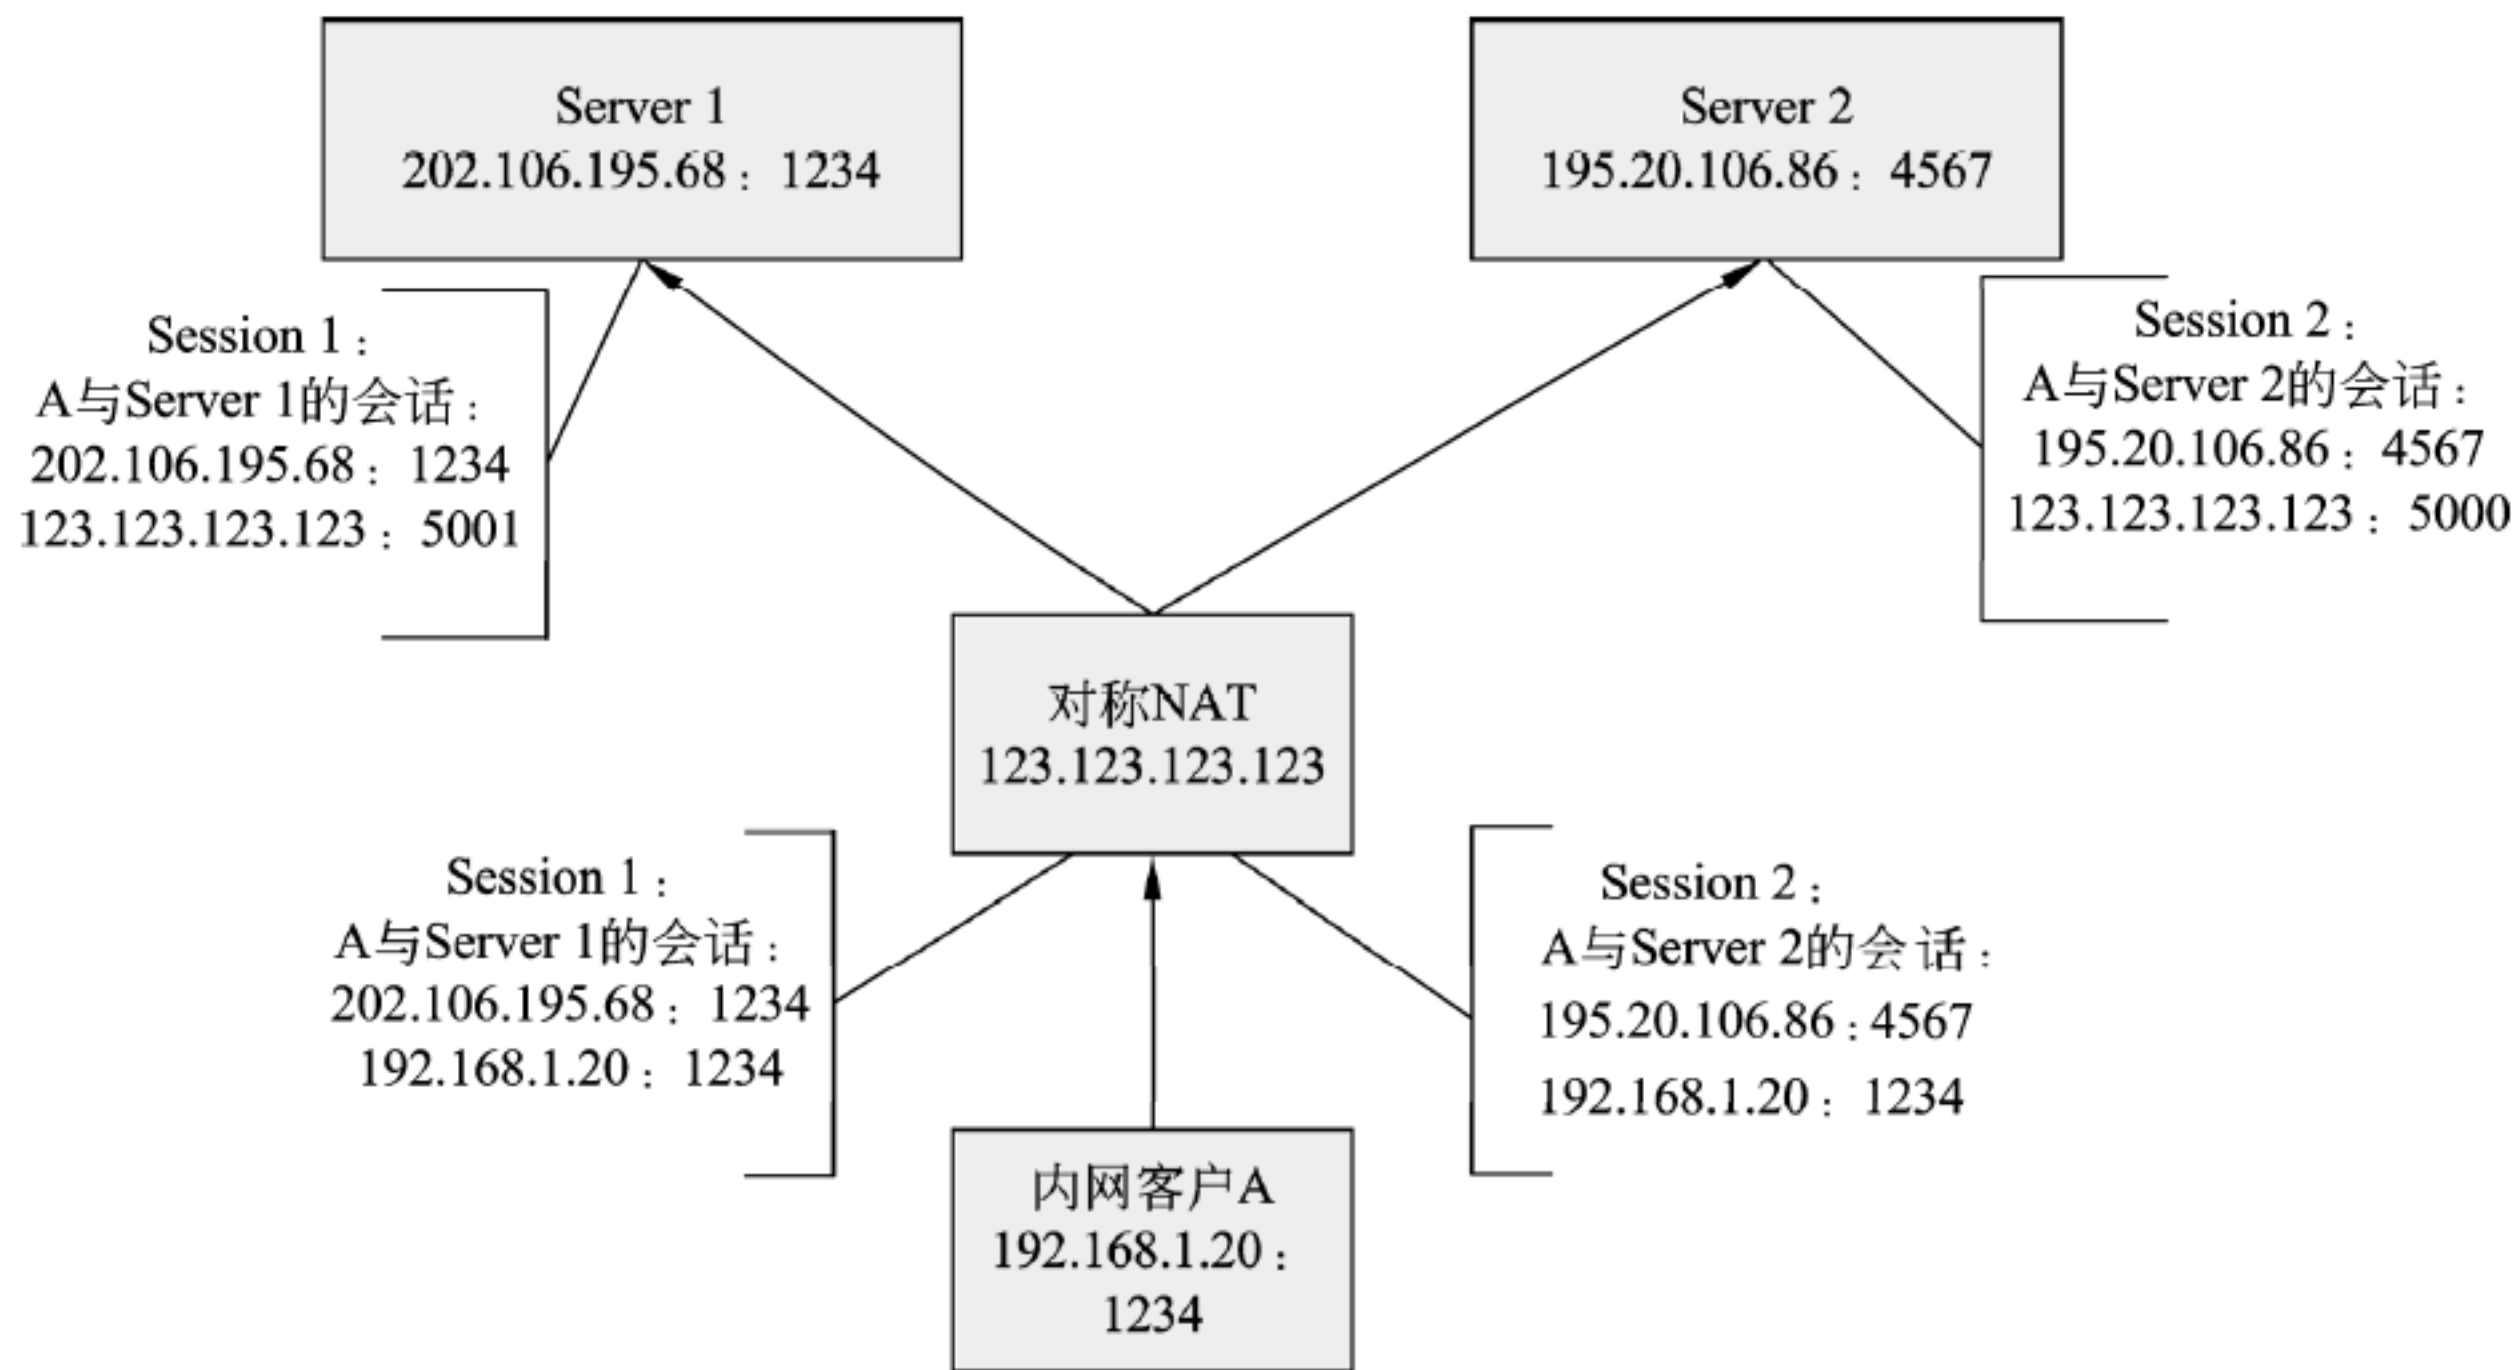 Server 1
202.106.195.68：1234
Server 2
195.20.106.86：4567
Session 1：
A与Server 1的会话：
202.106.195.68：1234
123.123.123.123：5001
Session 2：
A与Server 2的会话：
195.20.106.86：4567
123.123.123.123：5000
对称NAT
123.123.123.123
Session 1：
A与Server 1的会话：
202.106.195.68：1234
192.168.1.20：1234
Session 2：
A与Server 2的会话：
195.20.106.86：4567
192.168.1.20：1234
内网客户A
192.168.1.20：
1234